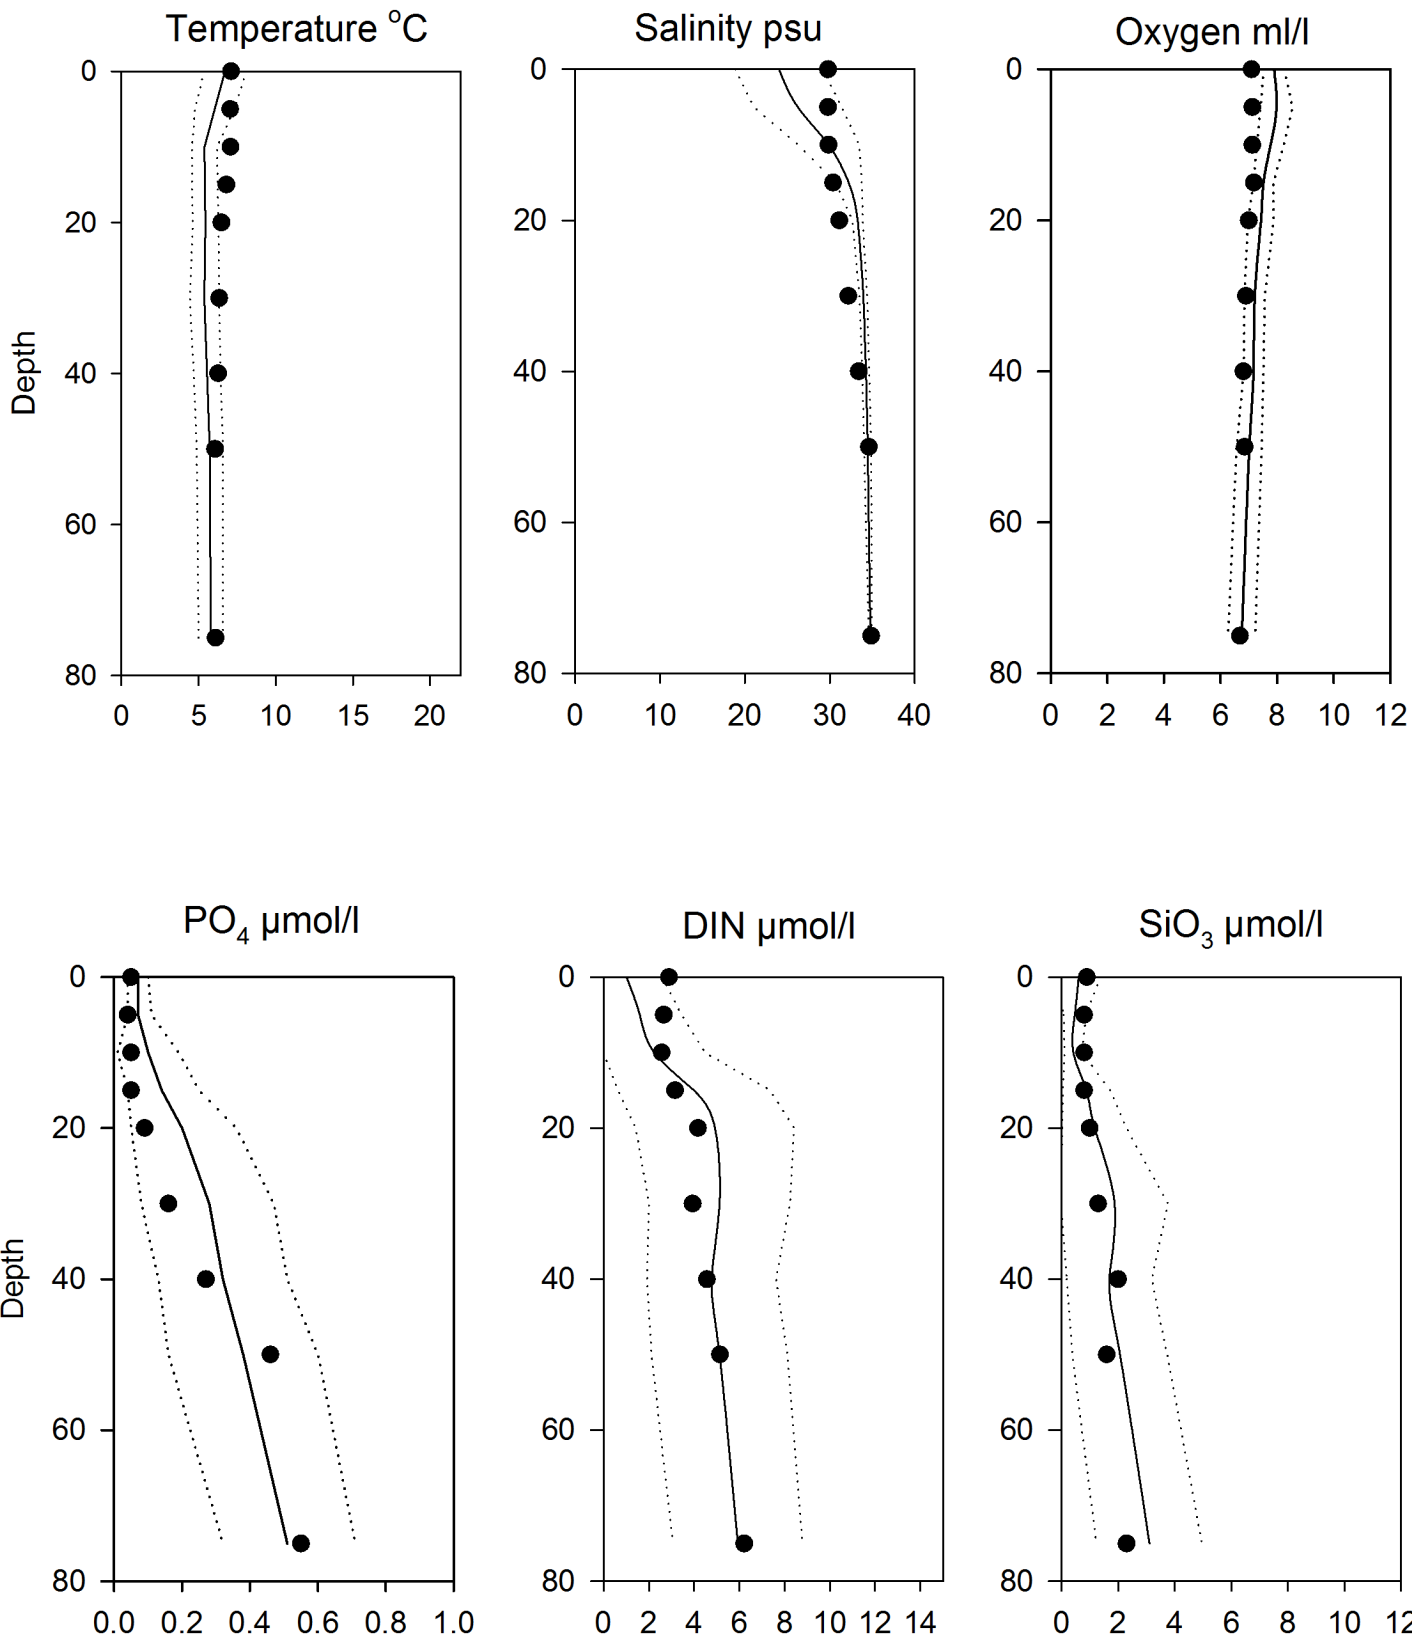 Temperature °C
Salinity psu
Oxygen ml/l
0
20
40
60
80
Depth
0 5 10 15 20
0
20
40
60
80
0 10 20 30 40
0
20
40
60
80
0 2 4 6 8 10 12
PO4 µmol/l
DIN µmol/l
SiO3 µmol/l
0
20
40
60
80
Depth
0.0 0.2 0.4 0.6 0.8 1.0
0
20
40
60
80
0 2 4 6 8 10 12 14
0
20
40
60
80
0 2 4 6 8 10 12